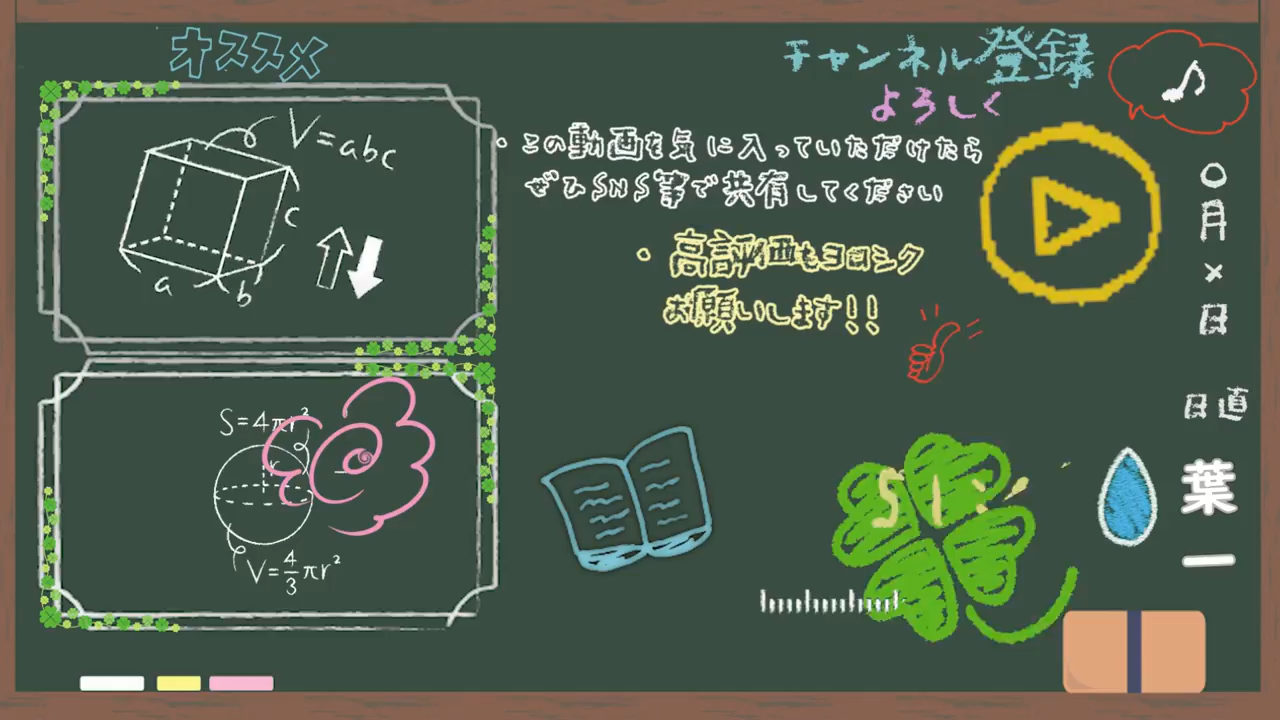 オススメ
V=abc
c
a
b
S=4πr²
r
V=4/3πr²
チャンネル登録
よろしく
・この動画を気に入っていただけたら
ぜひSNS等で共有してください
・高評価もヨロシク
お願いします!!
〇月×日
日直
葉一